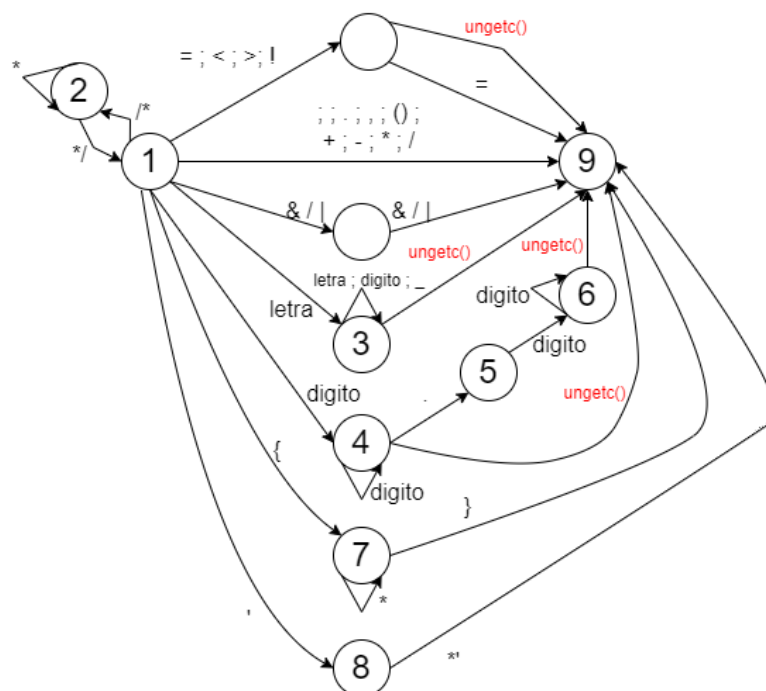 ungetc()
= ; < ; >; !
=
*
2
/*
; ; . ; , ; () ;
+ ; - ; * ; /
*/
1
9
& / |
& / |
ungetc()
ungetc()
letra ; digito ; _
digito
6
letra
3
digito
5
digito
.
ungetc()
4
{
digito
}
7
*
'
*'
8